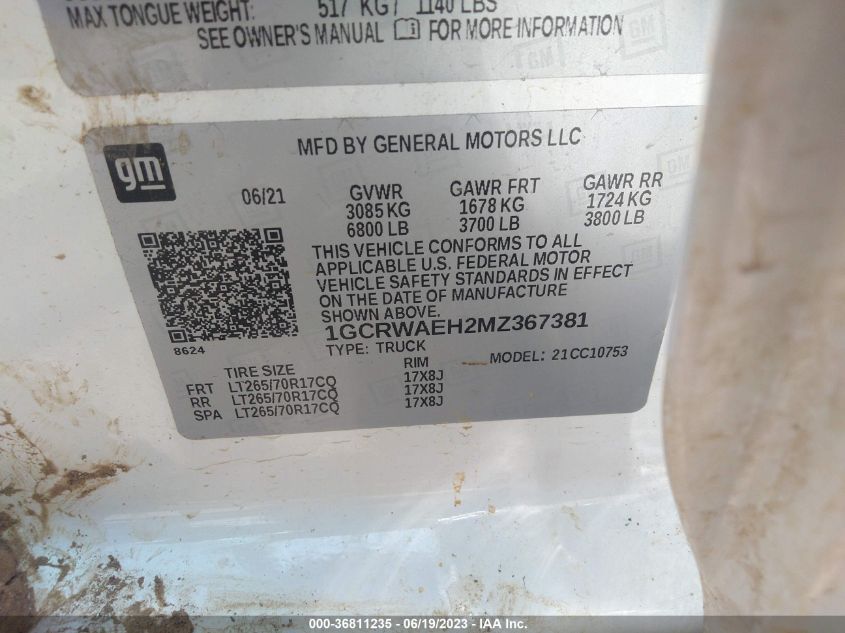 MAX TONGUE WEIGHT: 517 KG / 1140 LBS
SEE OWNER'S MANUAL FOR MORE INFORMATION
gm
MFD BY GENERAL MOTORS LLC
06/21
GVWR GAWR FRT GAWR RR
3085 KG 1678 KG 1724 KG
6800 LB 3700 LB 3800 LB
THIS VEHICLE CONFORMS TO ALL
APPLICABLE U.S. FEDERAL MOTOR
VEHICLE SAFETY STANDARDS IN EFFECT
ON THE DATE OF MANUFACTURE
SHOWN ABOVE.
1GCRWAEH2MZ367381
8624
TYPE: TRUCK MODEL: 21CC10753
TIRE SIZE RIM
FRT LT265/70R17CQ 17X8J
RR LT265/70R17CQ 17X8J
SPA LT265/70R17CQ 17X8J
000-36811235 - 06/19/2023 - IAA Inc.